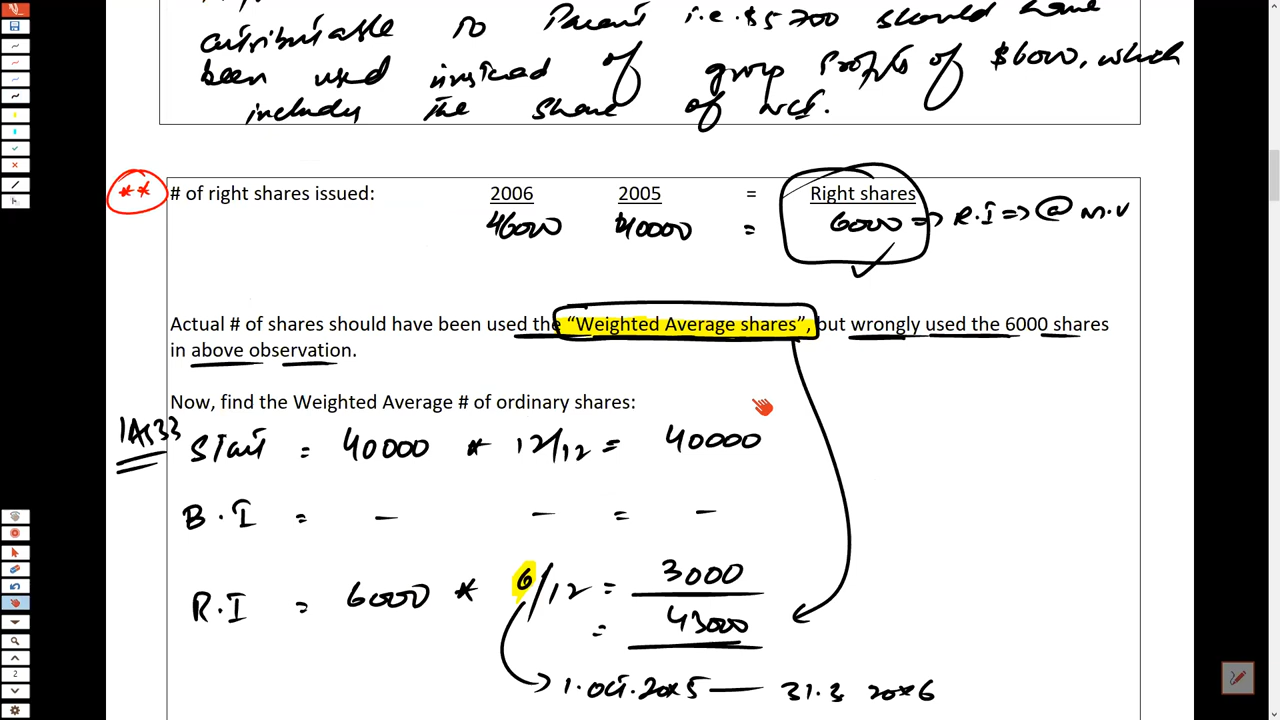 attributable to Parent i.e. $5700 should have
been used instead of group Profits of $6000, which
includes the share of NCI.
** # of right shares issued: 2006 2005 = Right shares
46000 $40000 = 6000 => R.I => @ M.V
Actual # of shares should have been used the “Weighted Average shares”, but wrongly used the 6000 shares
in above observation.
Now, find the Weighted Average # of ordinary shares:
IAS33
Start = 40000 * 12/12 = 40000
B.I = - - = -
R.I = 6000 * 6/12 = 3000
= 43000
1.Oct.20x5 — 31.3 20x6
2